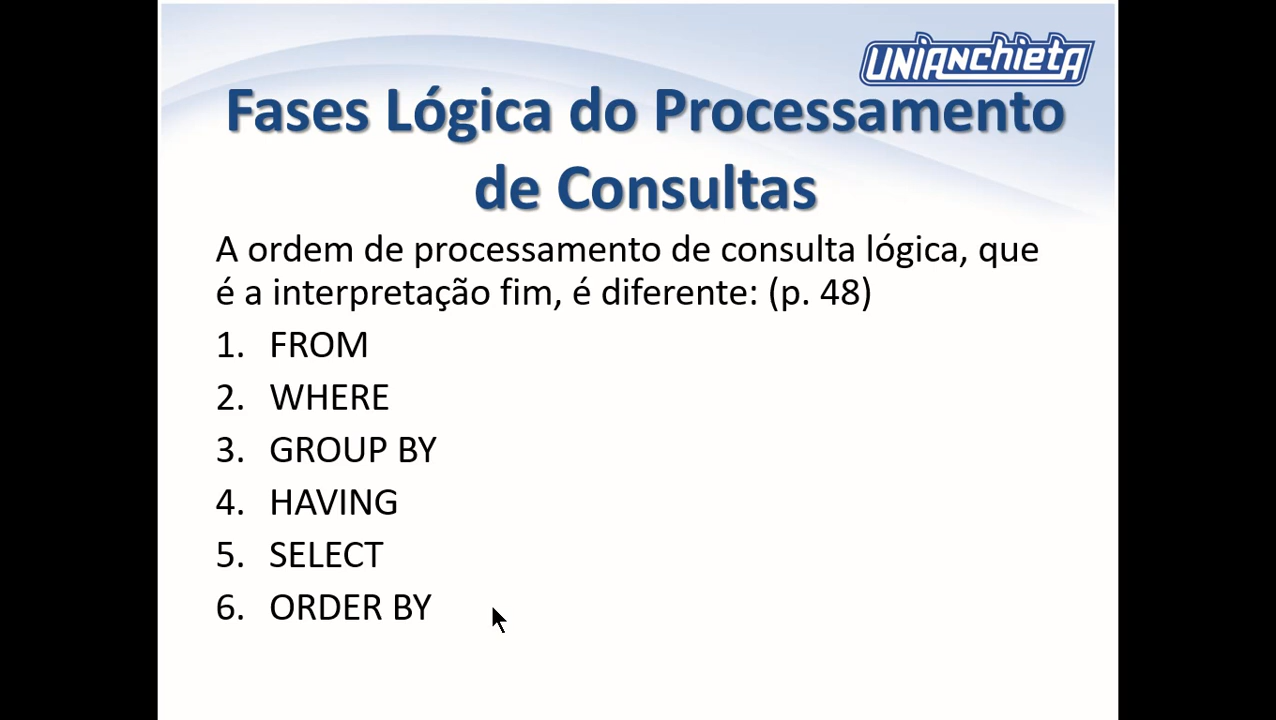 UNIANCHIETA
Fases Lógica do Processamento
de Consultas
A ordem de processamento de consulta lógica, que
é a interpretação fim, é diferente: (p. 48)
1. FROM
2. WHERE
3. GROUP BY
4. HAVING
5. SELECT
6. ORDER BY